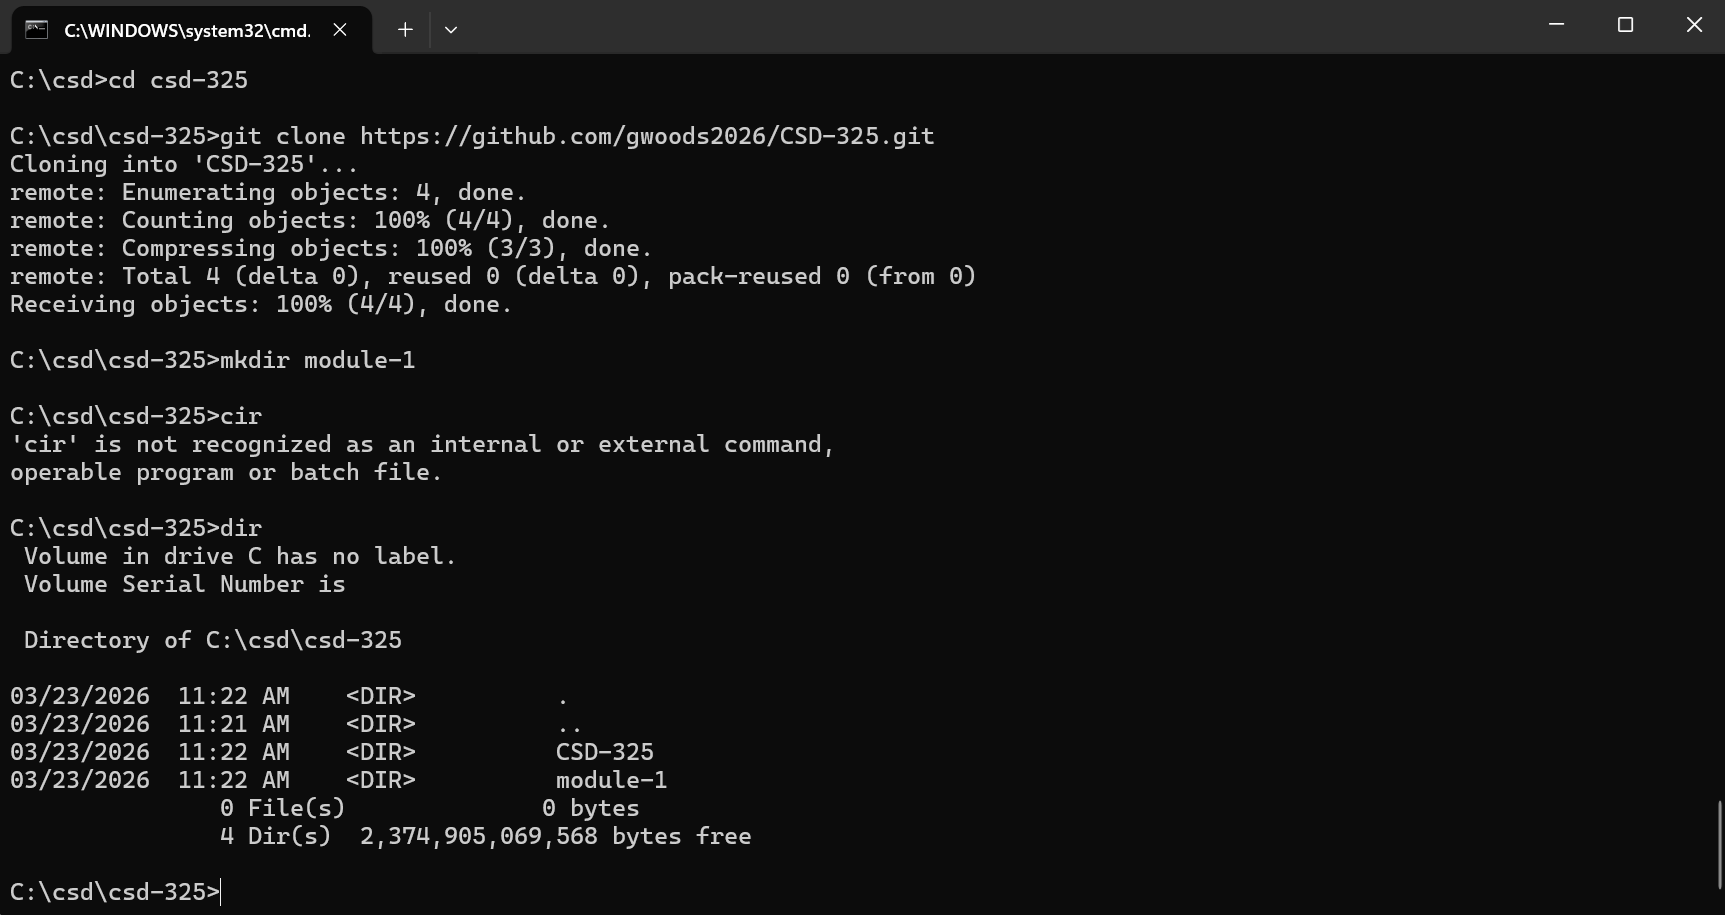 C:\WINDOWS\system32\cmd.
C:\csd>cd csd-325
C:\csd\csd-325>git clone https://github.com/gwoods2026/CSD-325.git
Cloning into 'CSD-325'...
remote: Enumerating objects: 4, done.
remote: Counting objects: 100% (4/4), done.
remote: Compressing objects: 100% (3/3), done.
remote: Total 4 (delta 0), reused 0 (delta 0), pack-reused 0 (from 0)
Receiving objects: 100% (4/4), done.
C:\csd\csd-325>mkdir module-1
C:\csd\csd-325>cir
'cir' is not recognized as an internal or external command,
operable program or batch file.
C:\csd\csd-325>dir
Volume in drive C has no label.
Volume Serial Number is
Directory of C:\csd\csd-325
03/23/2026  11:22 AM    <DIR>          .
03/23/2026  11:21 AM    <DIR>          ..
03/23/2026  11:22 AM    <DIR>          CSD-325
03/23/2026  11:22 AM    <DIR>          module-1
0 File(s)              0 bytes
4 Dir(s)  2,374,905,069,568 bytes free
C:\csd\csd-325>